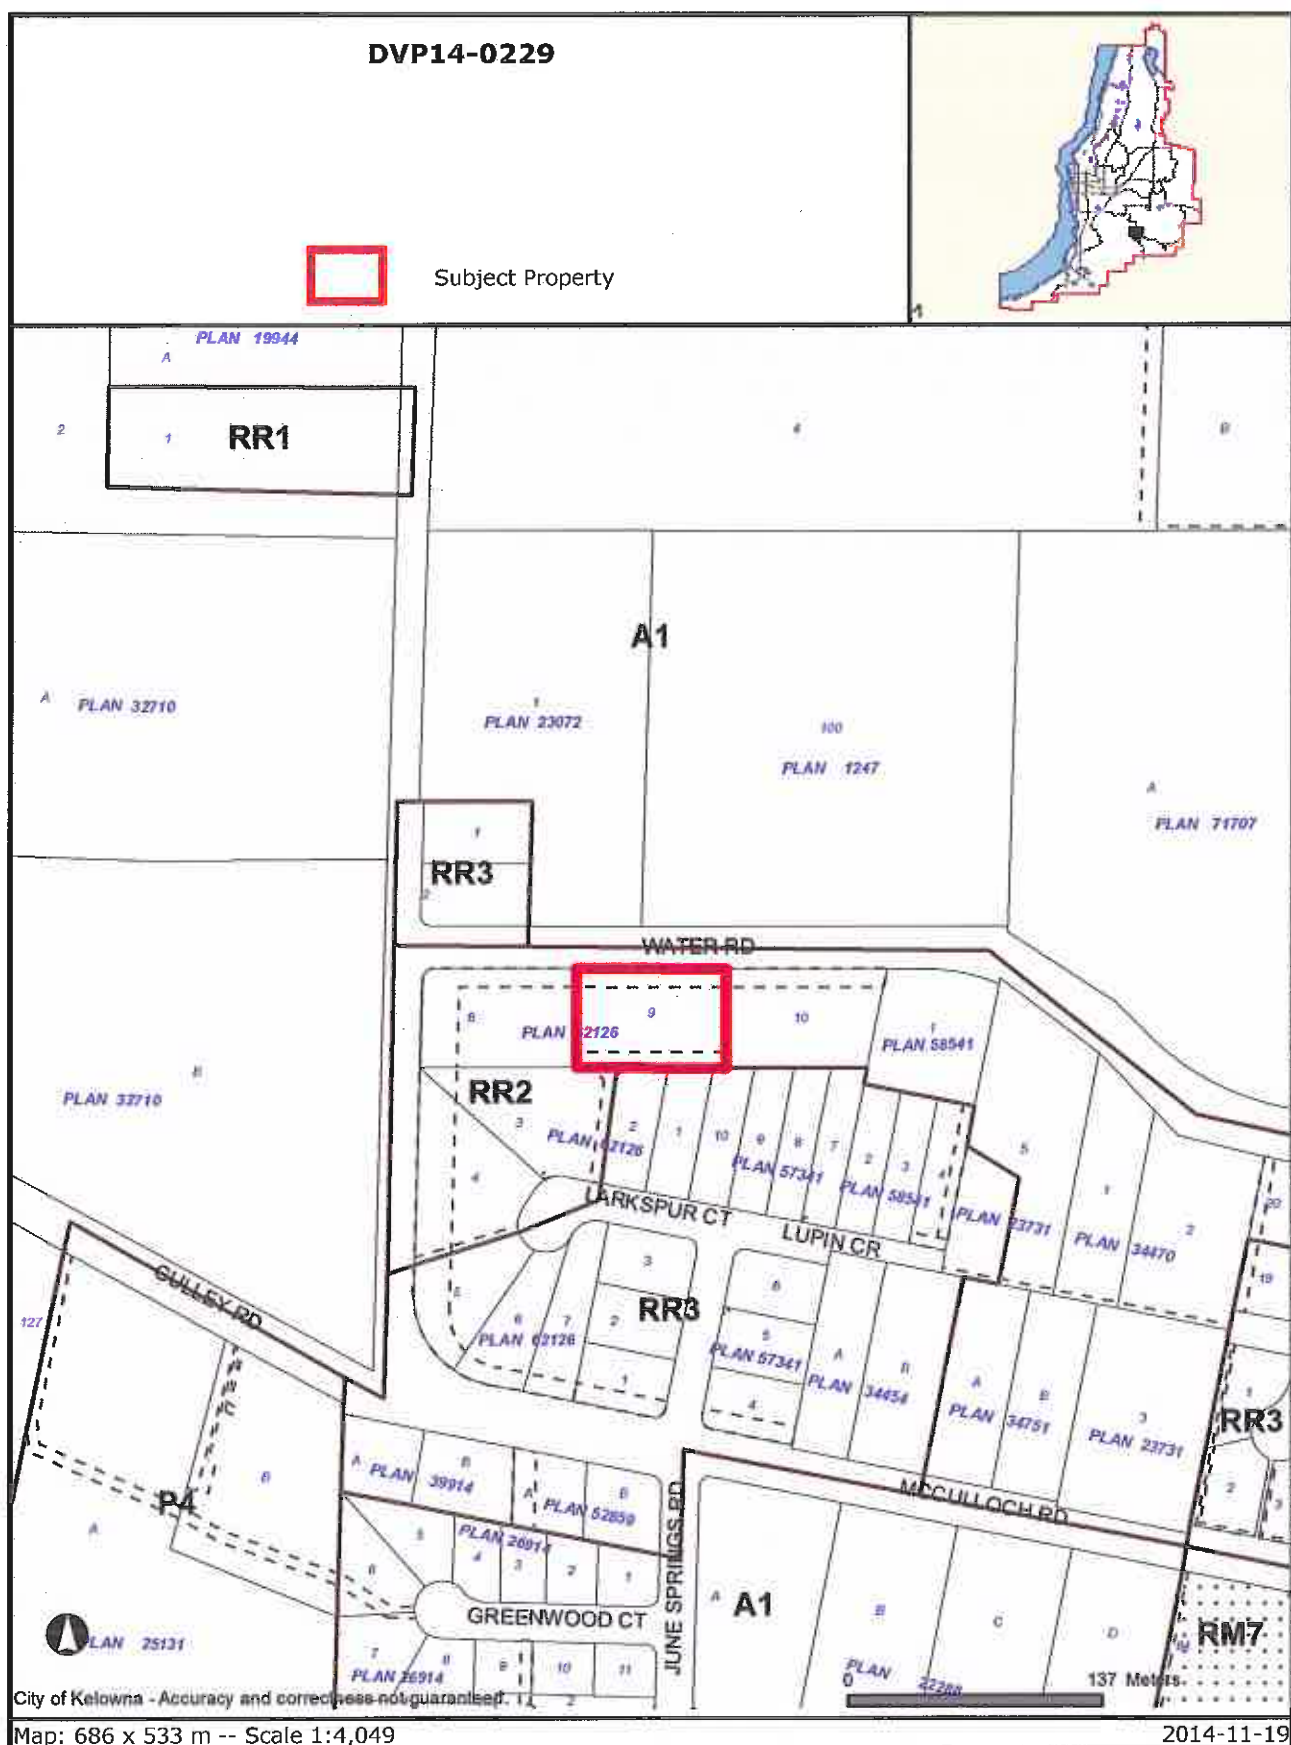 DVP14-0229
Subject Property
PLAN 19944
A
2
1
RR1
4
B
A1
A
PLAN 32710
1
PLAN 23072
100
PLAN 1247
A
PLAN 71707
1
RR3
2
WATER RD
8
9
10
PLAN 62126
1
PLAN 58541
B
PLAN 32710
RR2
3
PLAN 62126
2
1
10
9
8
7
PLAN 57341
2
3
4
PLAN 58541
5
PLAN 23731
1
PLAN 34470
2
20
19
4
LARKSPUR CT
LUPIN CR
GULLEY RD
127
5
6
7
PLAN 62126
3
2
1
RR3
6
5
PLAN 57341
4
A
PLAN 34454
B
A
PLAN 34751
B
3
PLAN 23731
1
RR3
2
3
A
PLAN 39914
B
A
PLAN 52859
B
MCCULLOCH RD
P4
B
A
PLAN 26914
5
4
3
2
1
6
GREENWOOD CT
JUNE SPRINGS RD
A
A1
B
C
D
RM7
PLAN 22288
LAN 25131
7
PLAN 26914
8
9
10
11
2
0
137 Meters
City of Kelowna - Accuracy and correctness not guaranteed.
Map: 686 x 533 m -- Scale 1:4,049
2014-11-19